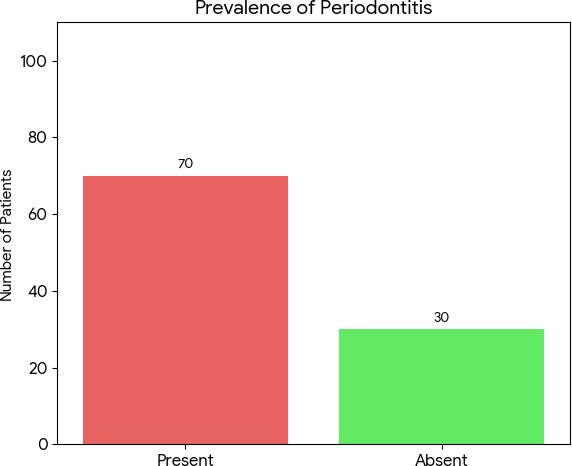 Prevalence of Periodontitis
Number of Patients
100
80
60
40
20
0
70
30
Present
Absent